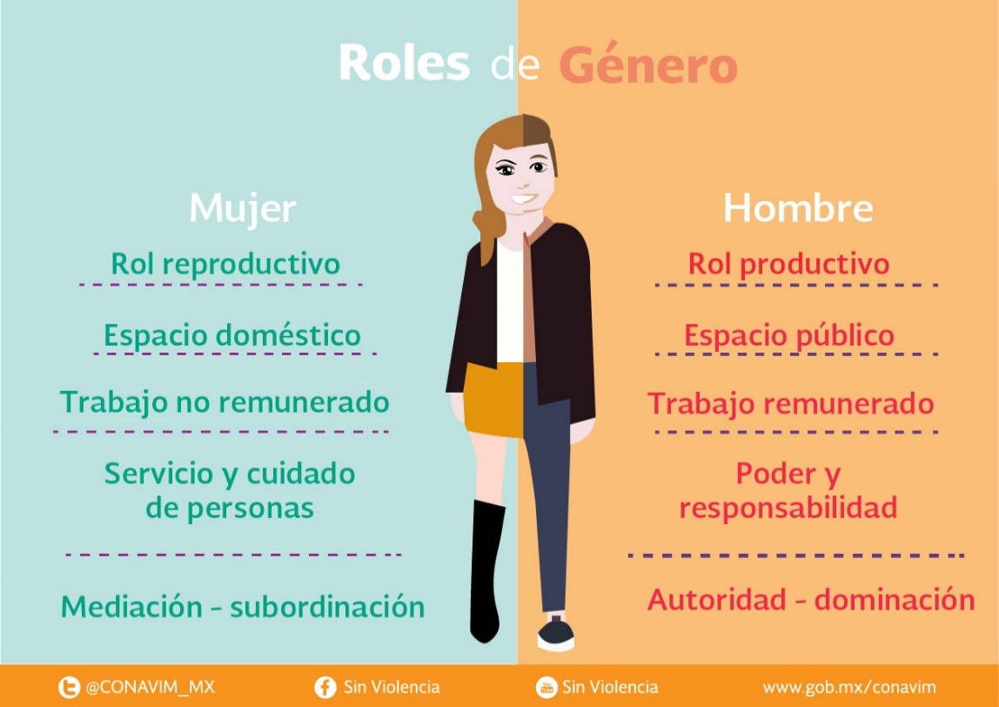 Roles de Género
Mujer
Rol reproductivo
Espacio doméstico
Trabajo no remunerado
Servicio y cuidado
de personas
Mediación - subordinación
Hombre
Rol productivo
Espacio público
Trabajo remunerado
Poder y
responsabilidad
Autoridad - dominación
@CONAVIM_MX Sin Violencia Sin Violencia www.gob.mx/conavim